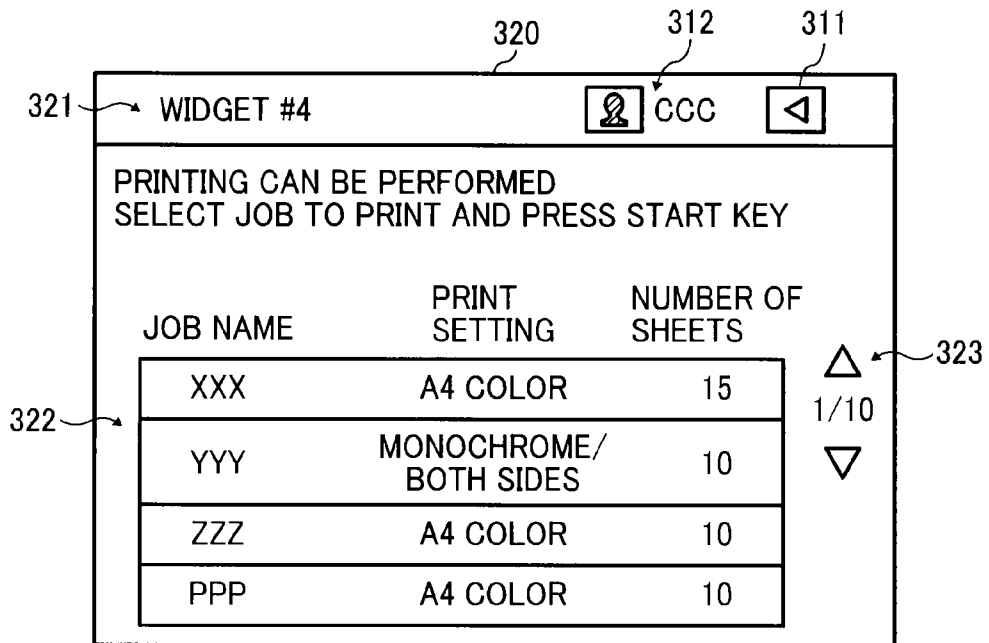 320
312
311
321
WIDGET #4
CCC
PRINTING CAN BE PERFORMED
SELECT JOB TO PRINT AND PRESS START KEY
JOB NAME
PRINT
SETTING
NUMBER OF
SHEETS
323
322
XXX
A4 COLOR
15
1/10
YYY
MONOCHROME/
BOTH SIDES
10
ZZZ
A4 COLOR
10
PPP
A4 COLOR
10